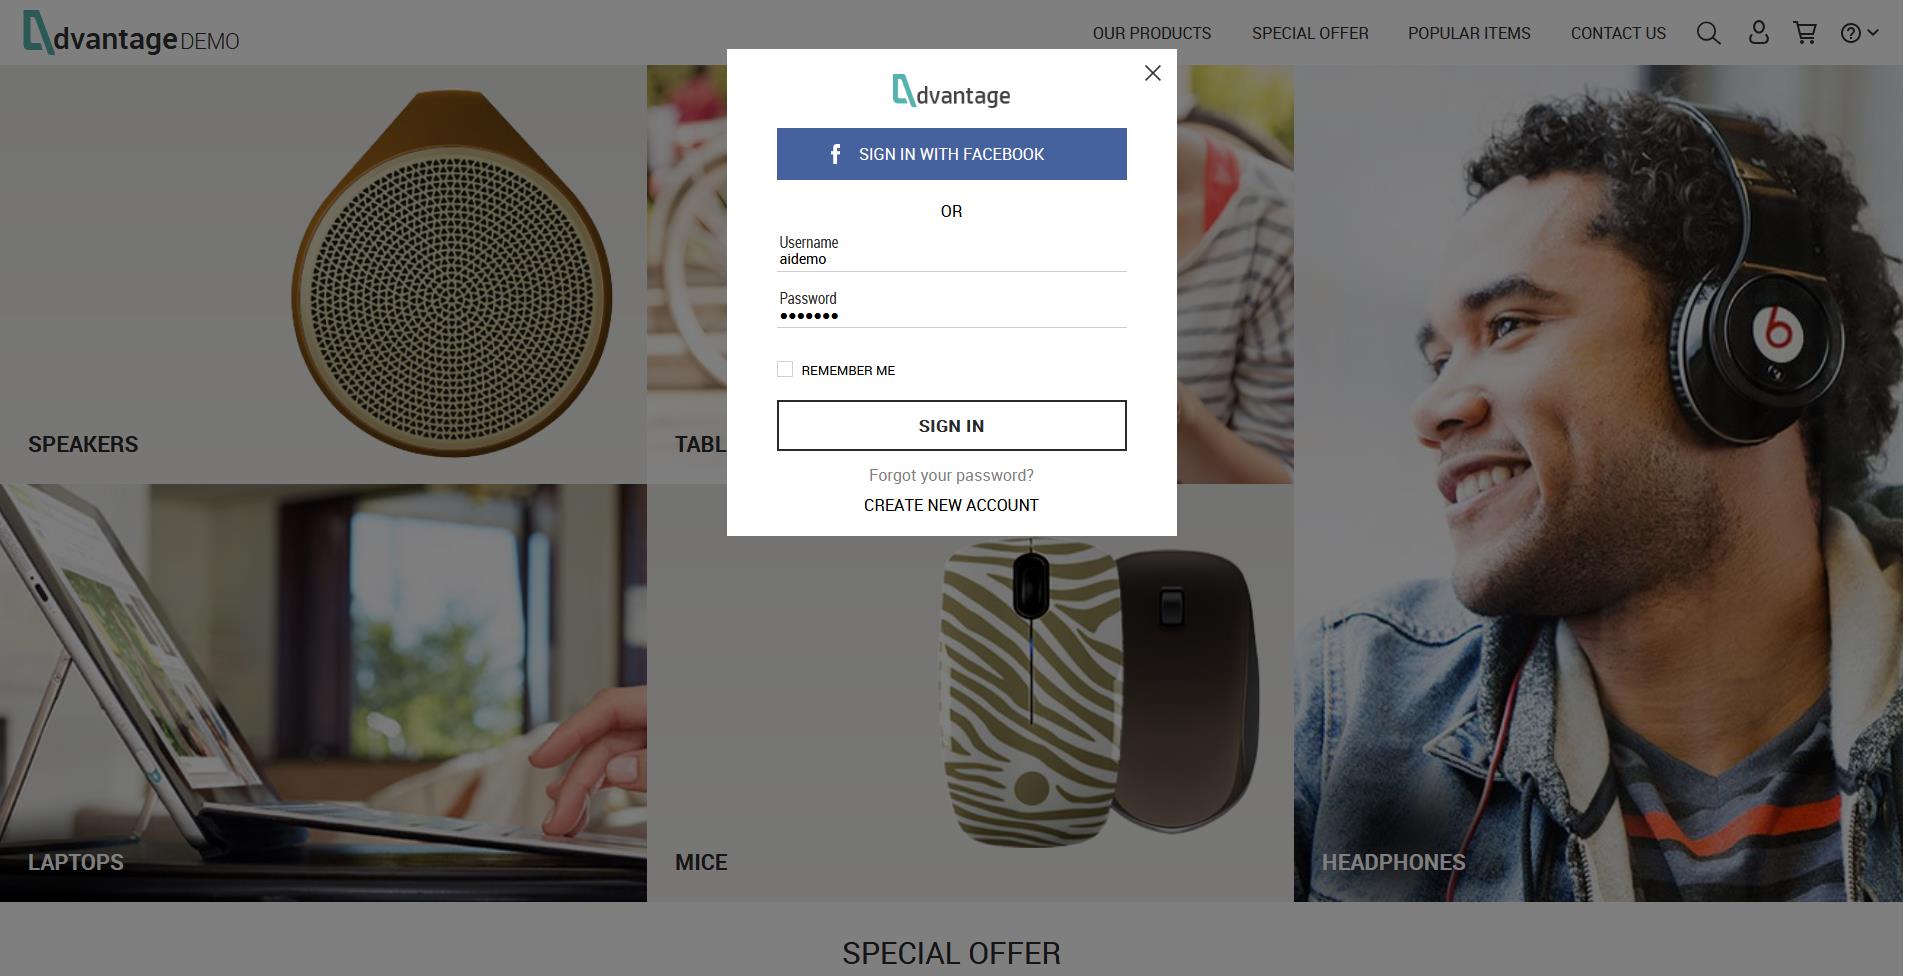 dvantage DEMO
OUR PRODUCTS
SPECIAL OFFER
POPULAR ITEMS
CONTACT US
dvantage
SIGN IN WITH FACEBOOK
OR
Username
aidemo
Password
•••••••
REMEMBER ME
SIGN IN
Forgot your password?
CREATE NEW ACCOUNT
SPEAKERS
TABL
LAPTOPS
MICE
HEADPHONES
SPECIAL OFFER